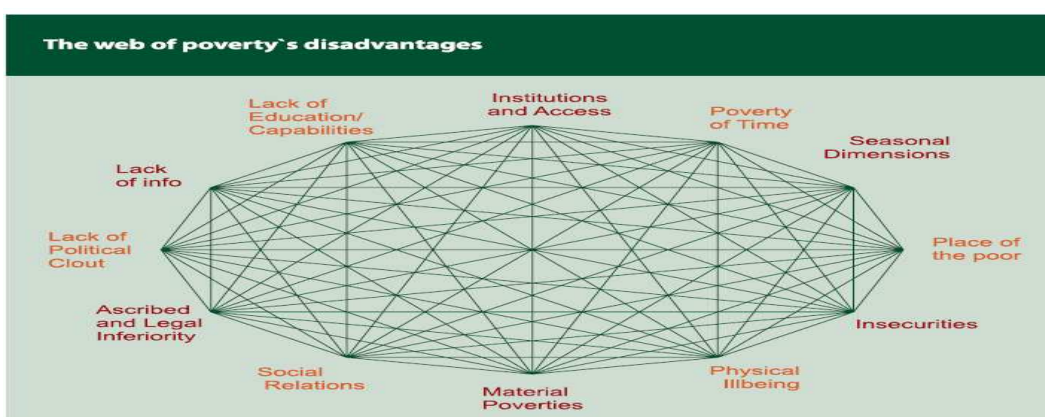 The web of poverty`s disadvantages
Institutions
and Access
Poverty
of Time
Seasonal
Dimensions
Place of
the poor
Insecurities
Physical
Illbeing
Material
Poverties
Social
Relations
Ascribed
and Legal
Inferiority
Lack of
Political
Clout
Lack
of info
Lack of
Education/
Capabilities